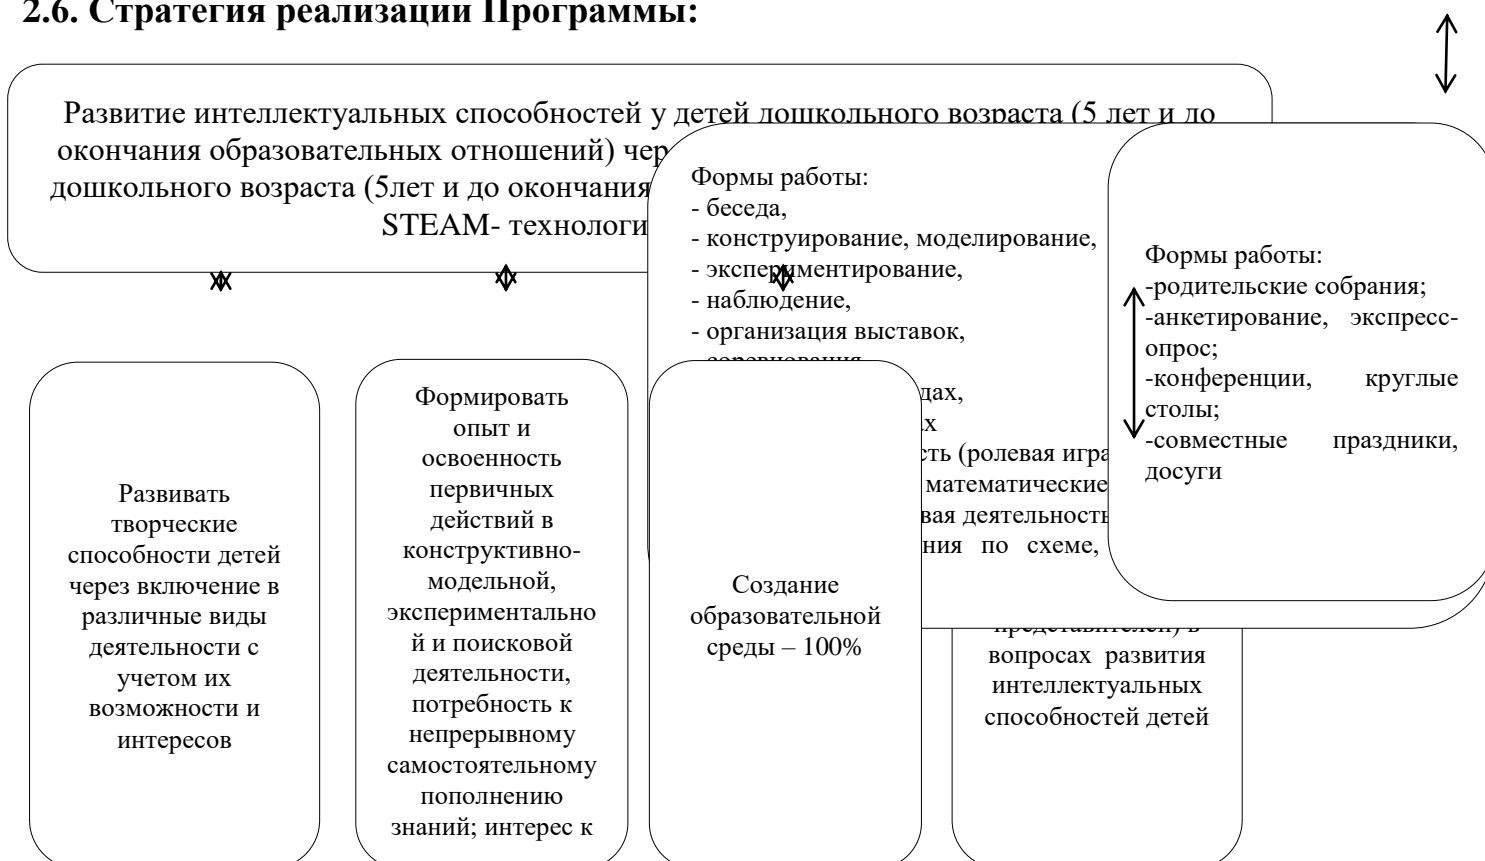 2.6. Стратегия реализации Программы:
Развитие интеллектуальных способностей у детей дошкольного возраста (5 лет и до
окончания образовательных отношений) чер
дошкольного возраста (5лет и до окончания
STEAM- технологи
Формы работы:
- беседа,
- конструирование, моделирование,
- экспериментирование,
- наблюдение,
- организация выставок,
- соревнования
дах,
ах
сть (ролевая игра
математические
вая деятельность
ния по схеме,
Формы работы:
-родительские собрания;
-анкетирование, экспресс-
опрос;
-конференции, круглые
столы;
-совместные праздники,
досуги
Развивать
творческие
способности детей
через включение в
различные виды
деятельности с
учетом их
возможности и
интересов
Формировать
опыт и
освоенность
первичных
действий в
конструктивно-
модельной,
экспериментально
й и поисковой
деятельности,
потребность к
непрерывному
самостоятельному
пополнению
знаний; интерес к
Создание
образовательной
среды – 100%
представителей) в
вопросах развития
интеллектуальных
способностей детей